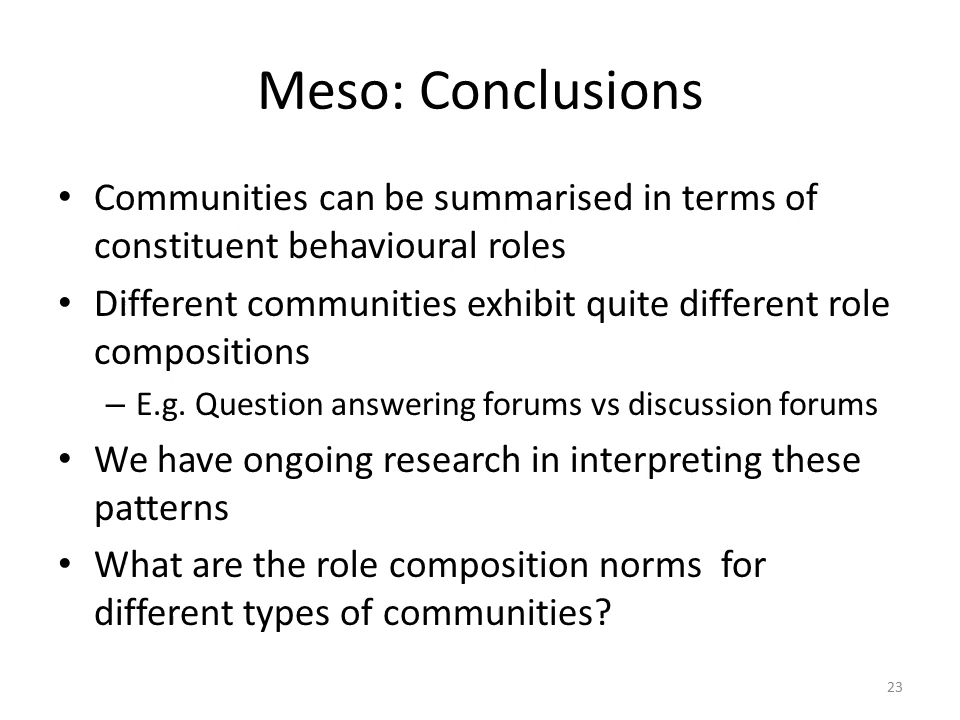 Meso: Conclusions
• Communities can be summarised in terms of
constituent behavioural roles
• Different communities exhibit quite different role
compositions
– E.g. Question answering forums vs discussion forums
• We have ongoing research in interpreting these
patterns
• What are the role composition norms  for
different types of communities?
23